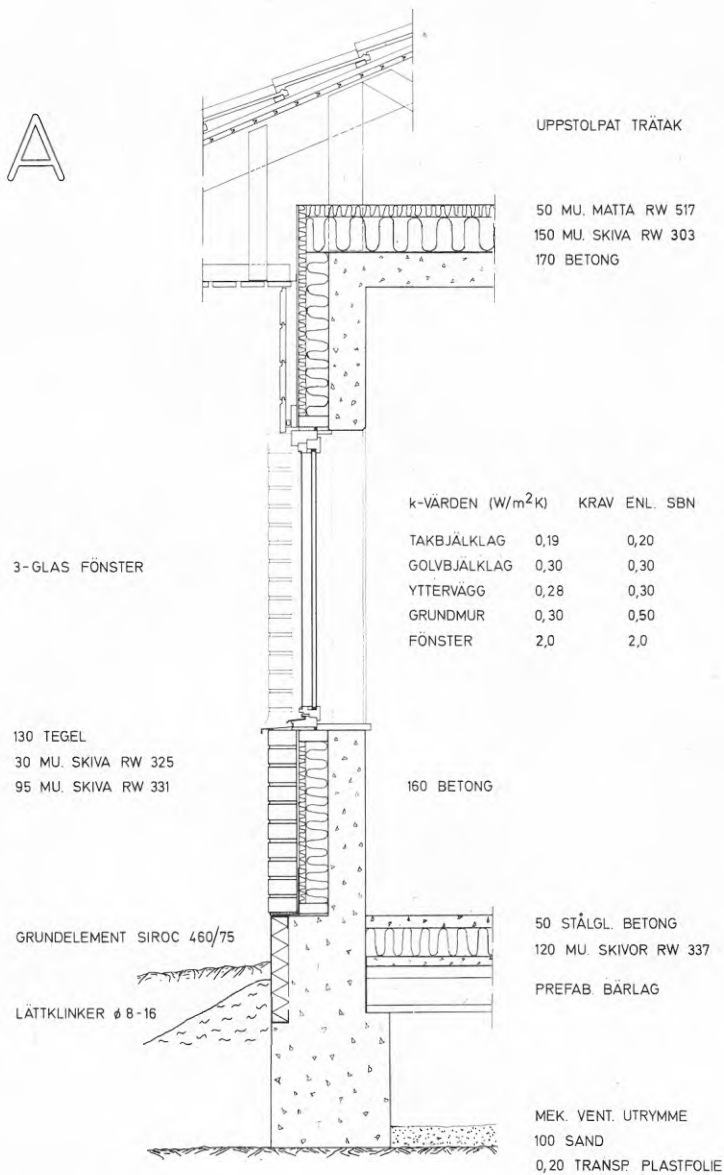 A
UPPSTOLPAT TRÄTAK
50 MU. MATTA RW 517
150 MU. SKIVA RW 303
170 BETONG
k-VÄRDEN (W/m²K) KRAV ENL. SBN
TAKBJÄLKLAG 0,19 0,20
GOLVBJÄLKLAG 0,30 0,30
YTTERVÄGG 0,28 0,30
GRUNDMUR 0,30 0,50
FÖNSTER 2,0 2,0
3-GLAS FÖNSTER
130 TEGEL
30 MU. SKIVA RW 325
95 MU. SKIVA RW 331
160 BETONG
GRUNDELEMENT SIROC 460/75
LÄTTKLINKER ø 8-16
50 STÅLGL. BETONG
120 MU. SKIVOR RW 337
PREFAB. BÄRLAG
MEK. VENT. UTRYMME
100 SAND
0,20 TRANSP. PLASTFOLIE